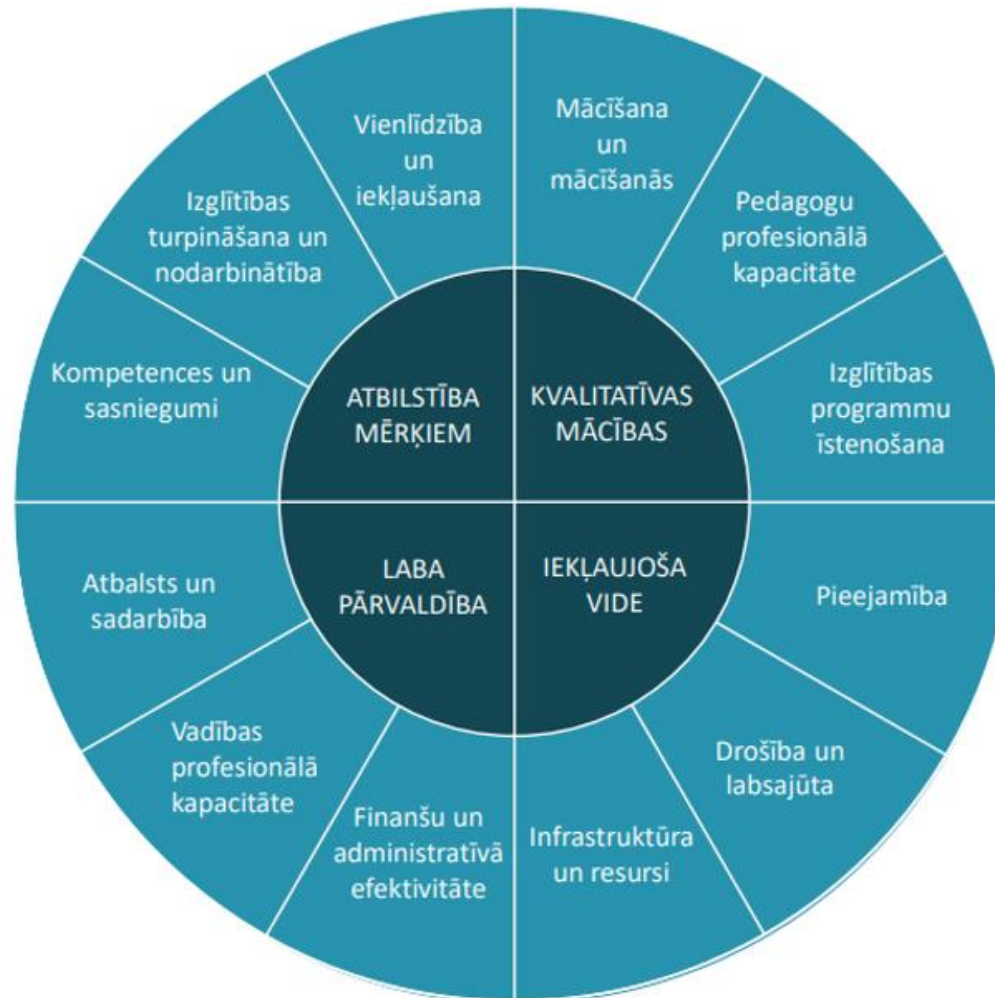 Vienlīdzība
un
iekļaušana
Mācīšana
un
mācīšanās
Pedagogu
profesionālā
kapacitāte
Izglītības
programmu
īstenošana
Pieejamība
Drošība un
labsajūta
Infrastruktūra
un resursi
Finanšu un
administratīvā
efektivitāte
Vadības
profesionālā
kapacitāte
Atbalsts un
sadarbība
Kompetences un
sasniegumi
Izglītības
turpināšana un
nodarbinātība
ATBILSTĪBA
MĒRĶIEM
KVALITATĪVAS
MĀCĪBAS
LABA
PĀRVALDĪBA
IEKĻAUJOŠA
VIDE